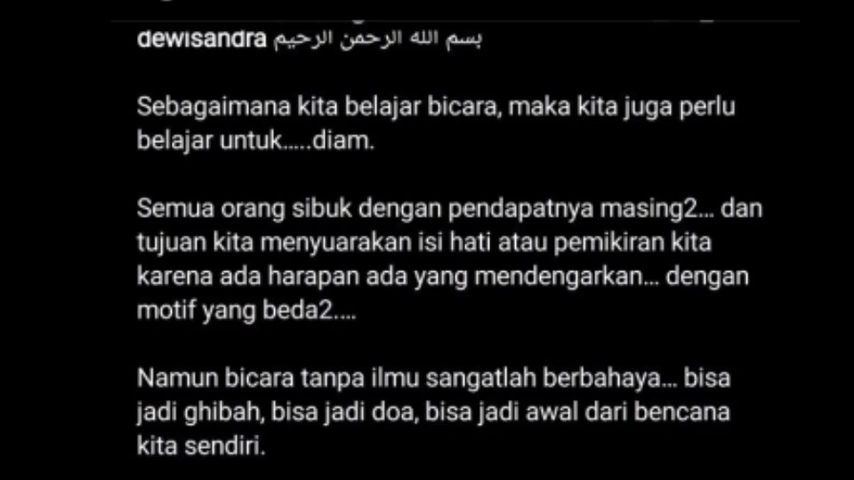 dewisandra بسم الله الرحمن الرحيم
Sebagaimana kita belajar bicara, maka kita juga perlu
belajar untuk.....diam.
Semua orang sibuk dengan pendapatnya masing2... dan
tujuan kita menyuarakan isi hati atau pemikiran kita
karena ada harapan ada yang mendengarkan... dengan
motif yang beda2....
Namun bicara tanpa ilmu sangatlah berbahaya... bisa
jadi ghibah, bisa jadi doa, bisa jadi awal dari bencana
kita sendiri.